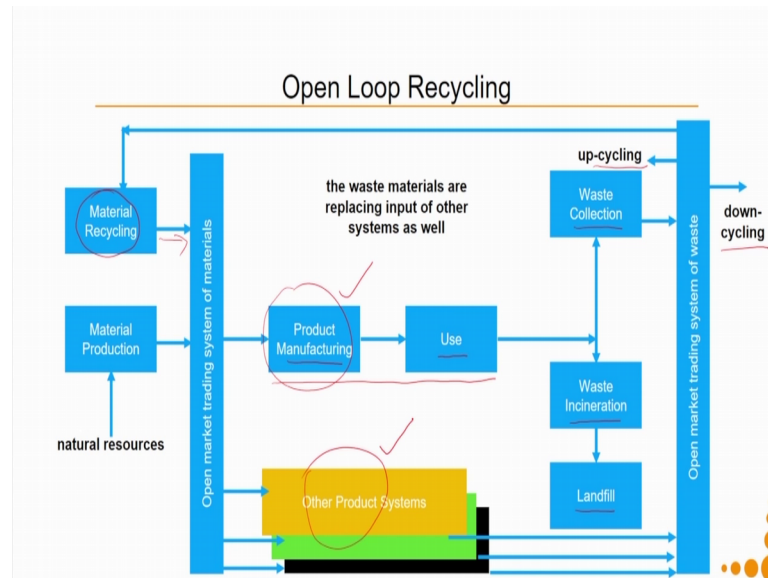 Open Loop Recycling
up-cycling
Material
Recycling
the waste materials are
replacing input of other
systems as well
Waste
Collection
down-
cycling
Open market trading system of materials
Open market trading system of waste
Material
Production
Product
Manufacturing
Use
Waste
Incineration
natural resources
Other Product Systems
Landfill